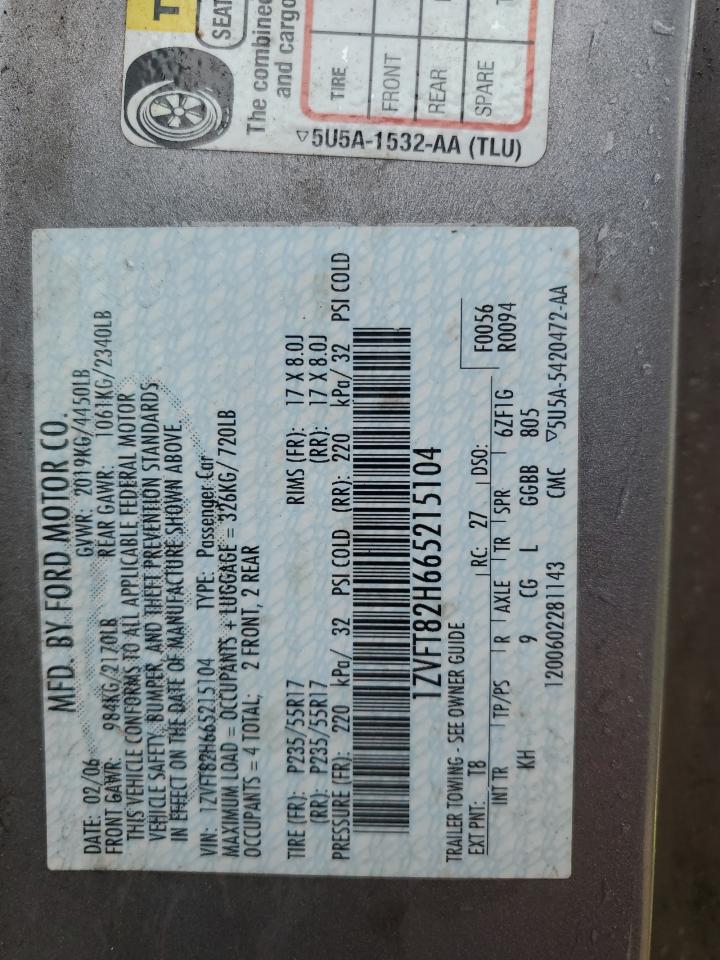 T
SEAT
The combined
and cargo
TIRE
FRONT
REAR
SPARE
▽5U5A-1532-AA (TLU)
MFD. BY FORD MOTOR CO.
DATE: 02/06 GVWR: 2019KG/4450LB
FRONT GAWR: 984KG/2170LB REAR GAWR: 1061KG/2340LB
THIS VEHICLE CONFORMS TO ALL APPLICABLE FEDERAL MOTOR
VEHICLE SAFETY, BUMPER, AND THEFT PREVENTION STANDARDS
IN EFFECT ON THE DATE OF MANUFACTURE SHOWN ABOVE.
VIN: 1ZVFT82H665215104 TYPE: Passenger Car
MAXIMUM LOAD = OCCUPANTS + LUGGAGE = 326KG/ 720LB
OCCUPANTS = 4 TOTAL; 2 FRONT, 2 REAR
TIRE (FR): P235/55R17 RIMS (FR): 17 X 8.0J
(RR): P235/55R17 (RR): 17 X 8.0J
PRESSURE (FR): 220 kPa/ 32 PSI COLD (RR): 220 kPa/ 32 PSI COLD
1ZVFT82H665215104
TRAILER TOWING - SEE OWNER GUIDE
EXT PNT: T8 RC: 27 DSO: F0056
R0094
INT TR TP/PS R AXLE TR SPR 6ZF1G
KH 9 CG L GGBB 805
1200602281143 CMC ▽5U5A-5420472-AA